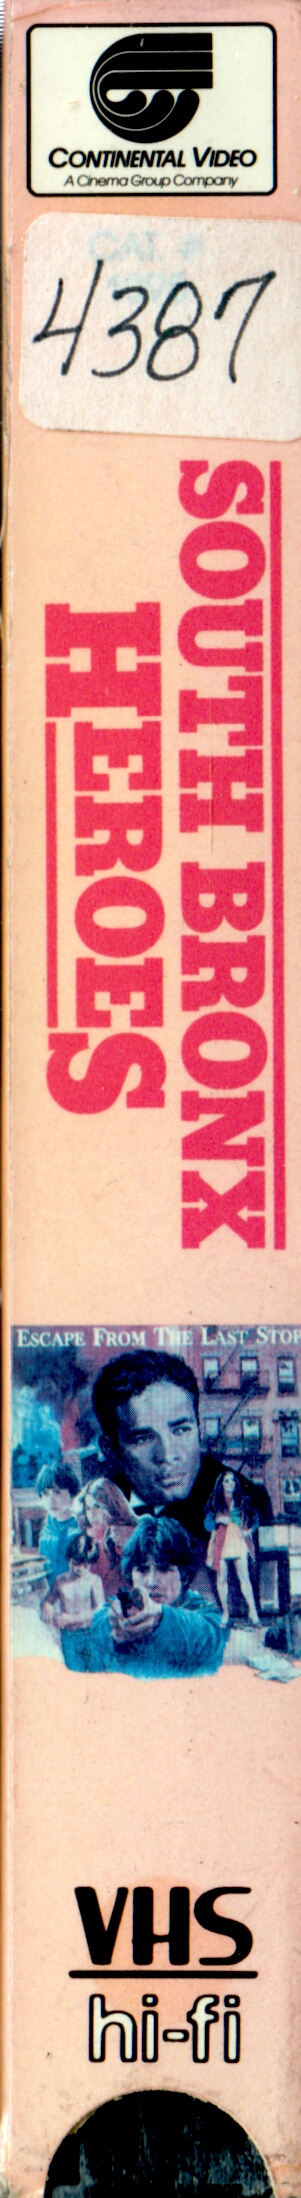 CONTINENTAL VIDEO
A Cinema Group Company
CAT. #
4387
SOUTH BRONX
HEROES
ESCAPE FROM THE LAST STOP
VHS
hi-fi